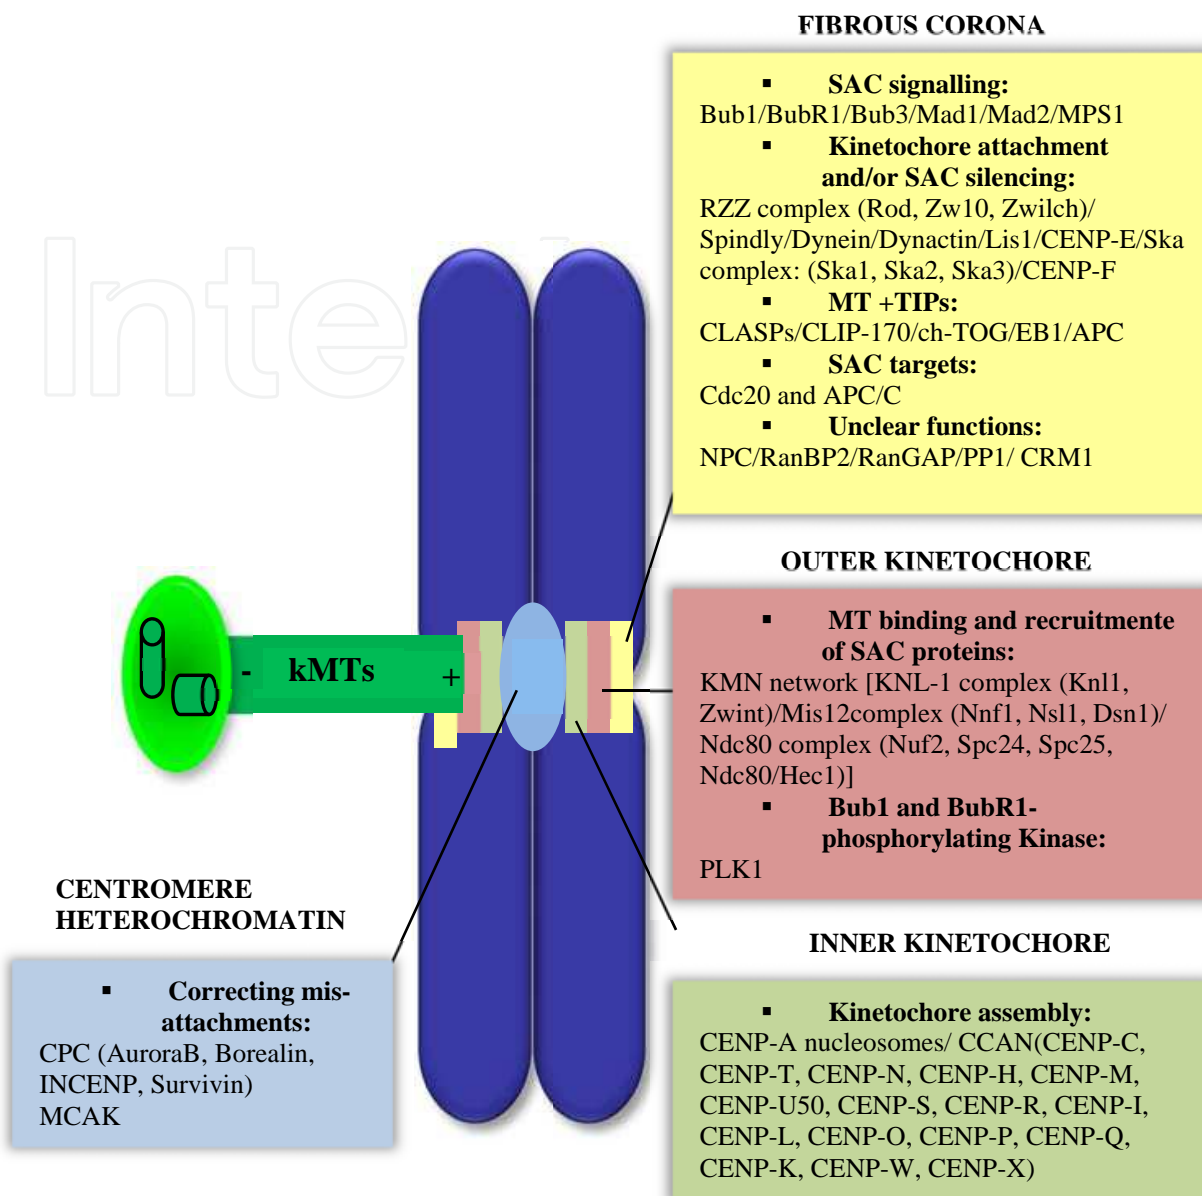 FIBROUS CORONA
▪ SAC signalling:
Bub1/BubR1/Bub3/Mad1/Mad2/MPS1
▪ Kinetochore attachment
and/or SAC silencing:
RZZ complex (Rod, Zw10, Zwilch)/
Spindly/Dynein/Dynactin/Lis1/CENP-E/Ska
complex: (Ska1, Ska2, Ska3)/CENP-F
▪ MT +TIPs:
CLASPs/CLIP-170/ch-TOG/EB1/APC
▪ SAC targets:
Cdc20 and APC/C
▪ Unclear functions:
NPC/RanBP2/RanGAP/PP1/ CRM1
Inte
OUTER KINETOCHORE
▪ MT binding and recruitmente
of SAC proteins:
KMN network [KNL-1 complex (Knl1,
Zwint)/Mis12complex (Nnf1, Nsl1, Dsn1)/
Ndc80 complex (Nuf2, Spc24, Spc25,
Ndc80/Hec1)]
▪ Bub1 and BubR1-
phosphorylating Kinase:
PLK1
- kMTs +
CENTROMERE
HETEROCHROMATIN
▪ Correcting mis-
attachments:
CPC (AuroraB, Borealin,
INCENP, Survivin)
MCAK
INNER KINETOCHORE
▪ Kinetochore assembly:
CENP-A nucleosomes/ CCAN(CENP-C,
CENP-T, CENP-N, CENP-H, CENP-M,
CENP-U50, CENP-S, CENP-R, CENP-I,
CENP-L, CENP-O, CENP-P, CENP-Q,
CENP-K, CENP-W, CENP-X)